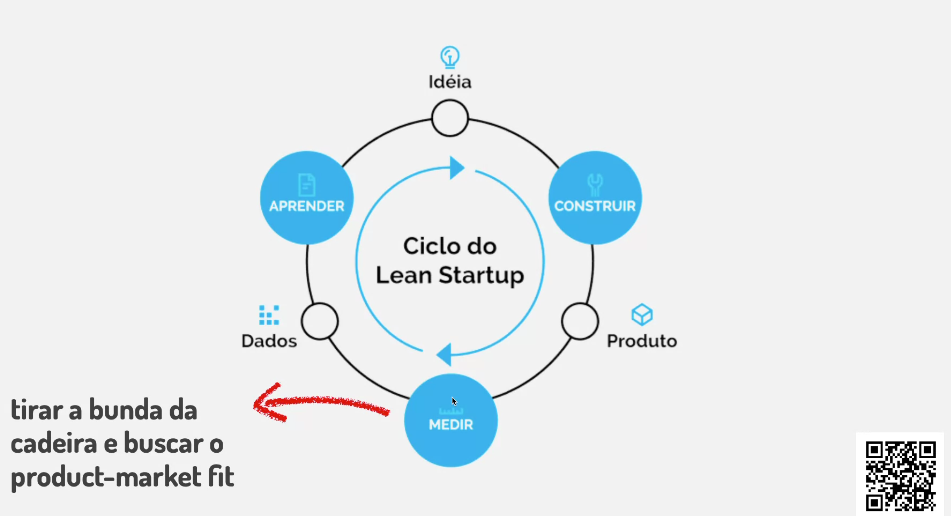 Idéia
APRENDER
CONSTRUIR
Ciclo do
Lean Startup
Dados
Produto
MEDIR
tirar a bunda da
cadeira e buscar o
product-market fit